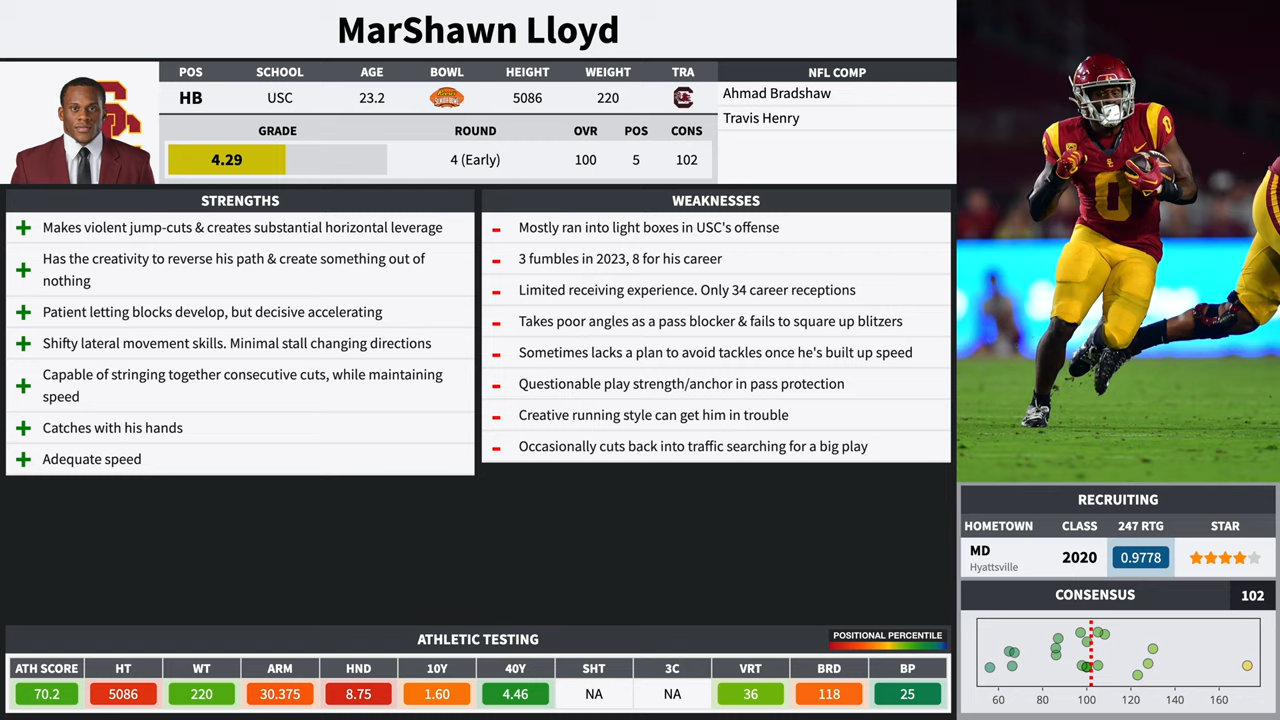 MarShawn Lloyd
POS SCHOOL AGE BOWL HEIGHT WEIGHT TRA
HB USC 23.2 5086 220
GRADE ROUND OVR POS CONS
4.29 4 (Early) 100 5 102
NFL COMP
Ahmad Bradshaw
Travis Henry
STRENGTHS
Makes violent jump-cuts & creates substantial horizontal leverage
Has the creativity to reverse his path & create something out of
nothing
Patient letting blocks develop, but decisive accelerating
Shifty lateral movement skills. Minimal stall changing directions
Capable of stringing together consecutive cuts, while maintaining
speed
Catches with his hands
Adequate speed
WEAKNESSES
Mostly ran into light boxes in USC's offense
3 fumbles in 2023, 8 for his career
Limited receiving experience. Only 34 career receptions
Takes poor angles as a pass blocker & fails to square up blitzers
Sometimes lacks a plan to avoid tackles once he's built up speed
Questionable play strength/anchor in pass protection
Creative running style can get him in trouble
Occasionally cuts back into traffic searching for a big play
0
RECRUITING
HOMETOWN CLASS 247 RTG STAR
MD 2020 0.9778
Hyattsville
CONSENSUS 102
60 80 100 120 140 160
ATHLETIC TESTING
POSITIONAL PERCENTILE
ATH SCORE HT WT ARM HND 10Y 40Y SHT 3C VRT BRD BP
70.2 5086 220 30.375 8.75 1.60 4.46 NA NA 36 118 25